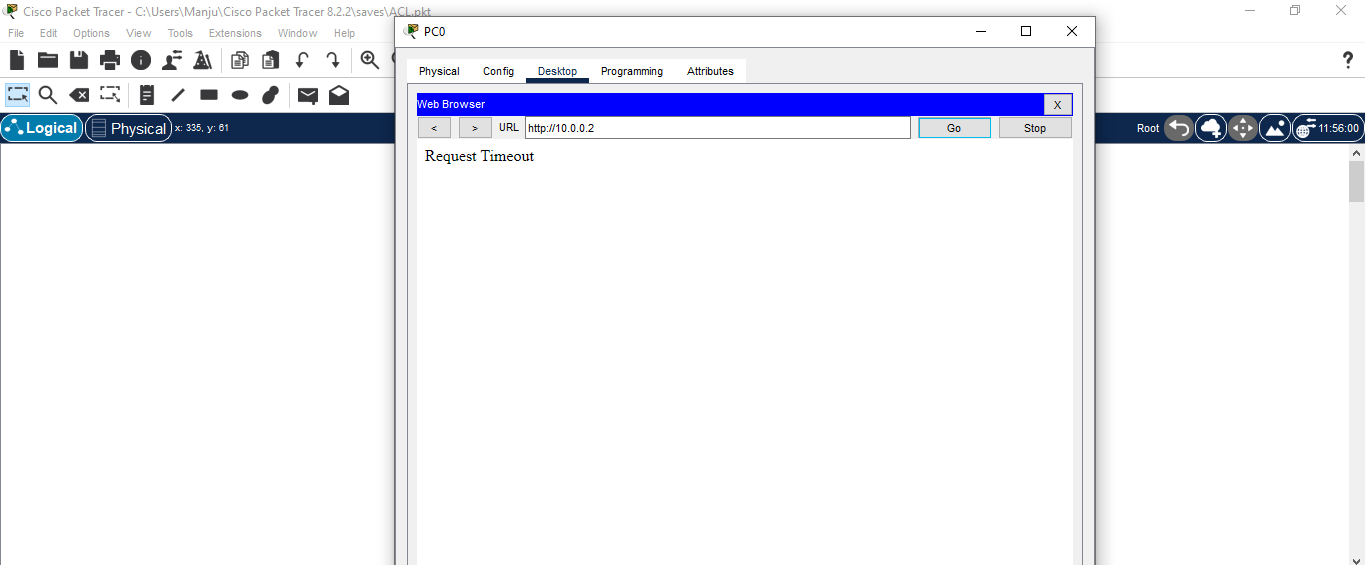 Cisco Packet Tracer - C:\Users\Manju\Cisco Packet Tracer 8.2.2\saves\ACL.pkt
File Edit Options View Tools Extensions Window Help
PC0
Physical Config Desktop Programming Attributes
Web Browser X
< > URL http://10.0.0.2 Go Stop
Request Timeout
Logical Physical x: 335, y: 61
Root 11:56:00
?